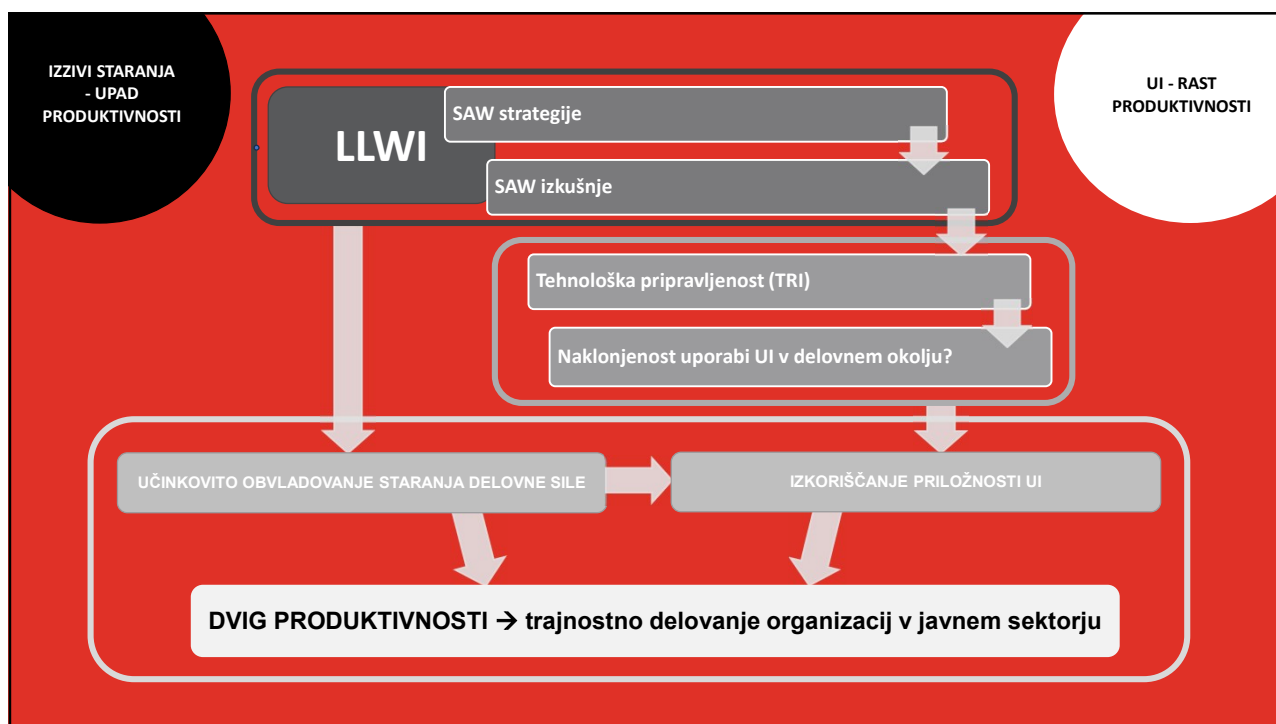 IZZIVI STARANJA
- UPAD
PRODUKTIVNOSTI
UI - RAST
PRODUKTIVNOSTI
LLWI
SAW strategije
SAW izkušnje
Tehnološka pripravljenost (TRI)
Naklonjenost uporabi UI v delovnem okolju?
UČINKOVITO OBVLADOVANJE STARANJA DELOVNE SILE
IZKORIŠČANJE PRILOŽNOSTI UI
DVIG PRODUKTIVNOSTI → trajnostno delovanje organizacij v javnem sektorju